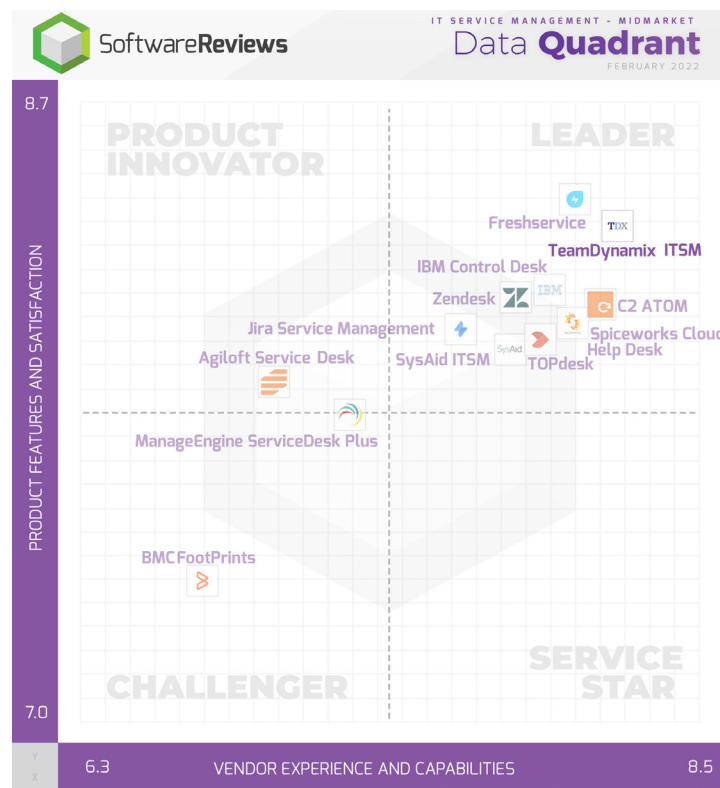 SoftwareReviews
IT SERVICE MANAGEMENT - MIDMARKET
Data Quadrant
FEBRUARY 2022
8.7
PRODUCT
INNOVATOR
LEADER
Freshservice
TDX
TeamDynamix ITSM
IBM Control Desk
IBM
Zendesk
C2 ATOM
Jira Service Management
Spiceworks Cloud
Help Desk
SysAid
SysAid ITSM
TOPdesk
Agiloft Service Desk
ManageEngine ServiceDesk Plus
BMC FootPrints
PRODUCT FEATURES AND SATISFACTION
CHALLENGER
SERVICE
STAR
7.0
Y
X
6.3
VENDOR EXPERIENCE AND CAPABILITIES
8.5